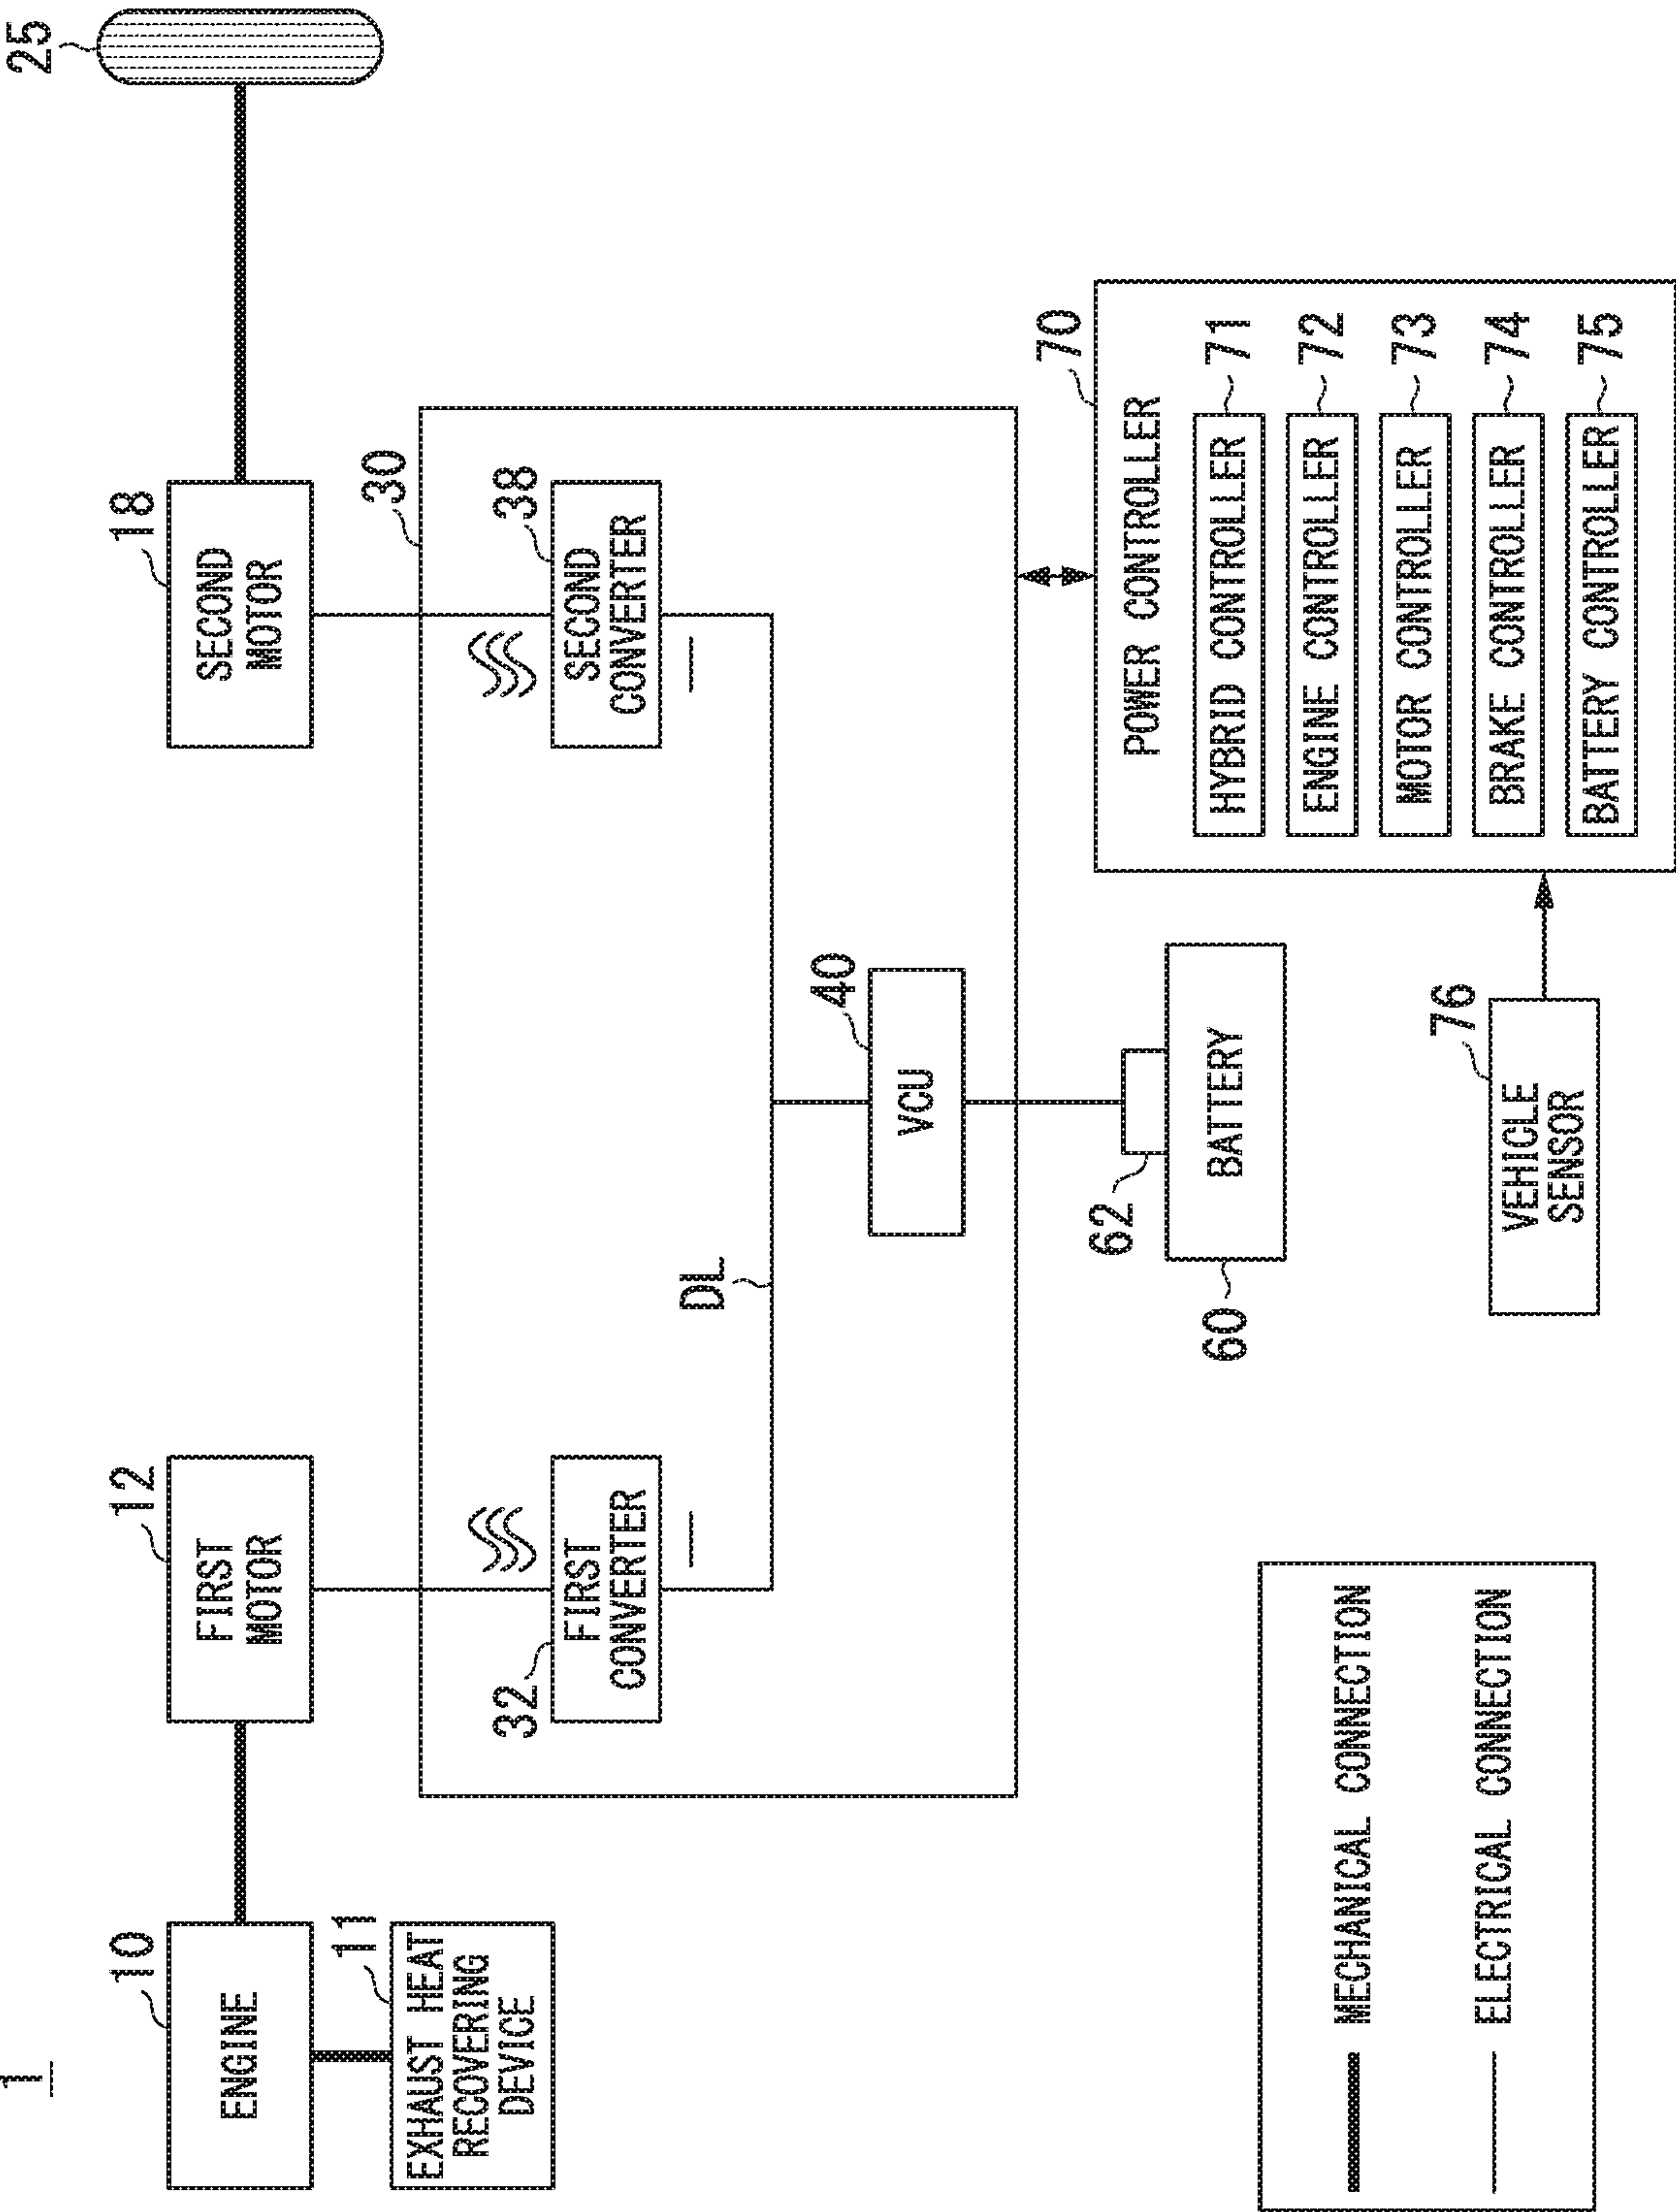 1
10
ENGINE
11
EXHAUST HEAT
RECOVERING
DEVICE
12
FIRST
MOTOR
18
SECOND
MOTOR
25
30
32
FIRST
CONVERTER
38
SECOND
CONVERTER
DL
40
VCU
62
60
BATTERY
70
POWER CONTROLLER
HYBRID CONTROLLER 71
ENGINE CONTROLLER 72
MOTOR CONTROLLER 73
BRAKE CONTROLLER 74
BATTERY CONTROLLER 75
76
VEHICLE
SENSOR
MECHANICAL CONNECTION
ELECTRICAL CONNECTION